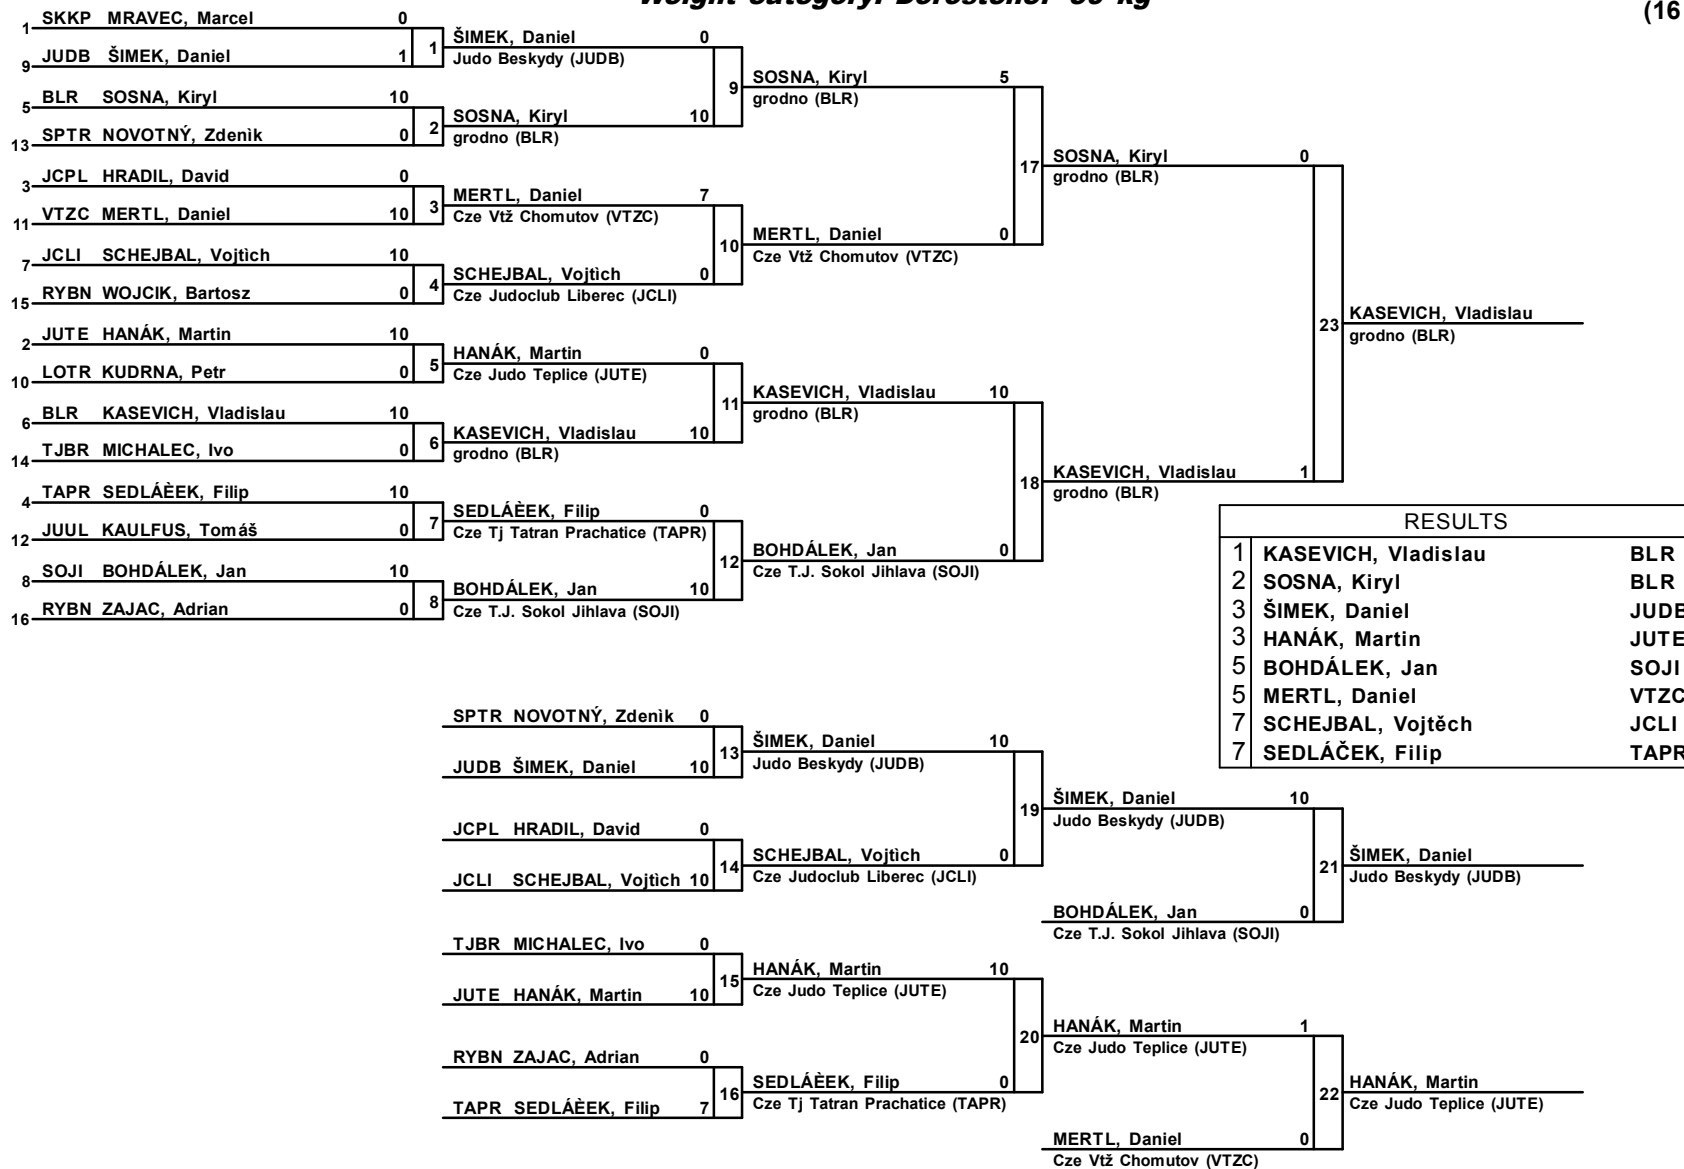 (16
1 SKKP MRAVEC, Marcel 0
9 JUDB ŠIMEK, Daniel 1
1
5 BLR SOSNA, Kiryl 10
13 SPTR NOVOTNÝ, Zdenìk 0
2
3 JCPL HRADIL, David 0
11 VTZC MERTL, Daniel 10
3
7 JCLI SCHEJBAL, Vojtìch 10
15 RYBN WOJCIK, Bartosz 0
4
2 JUTE HANÁK, Martin 10
10 LOTR KUDRNA, Petr 0
5
6 BLR KASEVICH, Vladislau 10
14 TJBR MICHALEC, Ivo 0
6
4 TAPR SEDLÁÈEK, Filip 10
12 JUUL KAULFUS, Tomáš 0
7
8 SOJI BOHDÁLEK, Jan 10
16 RYBN ZAJAC, Adrian 0
8
ŠIMEK, Daniel 0
Judo Beskydy (JUDB)
9
SOSNA, Kiryl 10
grodno (BLR)
MERTL, Daniel 7
Cze Vtž Chomutov (VTZC)
10
SCHEJBAL, Vojtìch 0
Cze Judoclub Liberec (JCLI)
HANÁK, Martin 0
Cze Judo Teplice (JUTE)
11
KASEVICH, Vladislau 10
grodno (BLR)
SEDLÁÈEK, Filip 0
Cze Tj Tatran Prachatice (TAPR)
12
BOHDÁLEK, Jan 10
Cze T.J. Sokol Jihlava (SOJI)
SOSNA, Kiryl 5
grodno (BLR)
17
MERTL, Daniel 0
Cze Vtž Chomutov (VTZC)
KASEVICH, Vladislau 10
grodno (BLR)
18
BOHDÁLEK, Jan 0
Cze T.J. Sokol Jihlava (SOJI)
SOSNA, Kiryl 0
grodno (BLR)
23
KASEVICH, Vladislau 1
grodno (BLR)
KASEVICH, Vladislau
grodno (BLR)
RESULTS
1 KASEVICH, Vladislau BLR
2 SOSNA, Kiryl BLR
3 ŠIMEK, Daniel JUDB
3 HANÁK, Martin JUTE
5 BOHDÁLEK, Jan SOJI
5 MERTL, Daniel VTZC
7 SCHEJBAL, Vojtěch JCLI
7 SEDLÁČEK, Filip TAPR
SPTR NOVOTNÝ, Zdenìk 0
13
JUDB ŠIMEK, Daniel 10
JCPL HRADIL, David 0
14
JCLI SCHEJBAL, Vojtìch 10
TJBR MICHALEC, Ivo 0
15
JUTE HANÁK, Martin 10
RYBN ZAJAC, Adrian 0
16
TAPR SEDLÁÈEK, Filip 7
ŠIMEK, Daniel 10
Judo Beskydy (JUDB)
19
SCHEJBAL, Vojtìch 0
Cze Judoclub Liberec (JCLI)
HANÁK, Martin 10
Cze Judo Teplice (JUTE)
20
SEDLÁÈEK, Filip 0
Cze Tj Tatran Prachatice (TAPR)
ŠIMEK, Daniel 10
Judo Beskydy (JUDB)
21
BOHDÁLEK, Jan 0
Cze T.J. Sokol Jihlava (SOJI)
HANÁK, Martin 1
Cze Judo Teplice (JUTE)
22
MERTL, Daniel 0
Cze Vtž Chomutov (VTZC)
ŠIMEK, Daniel
Judo Beskydy (JUDB)
HANÁK, Martin
Cze Judo Teplice (JUTE)